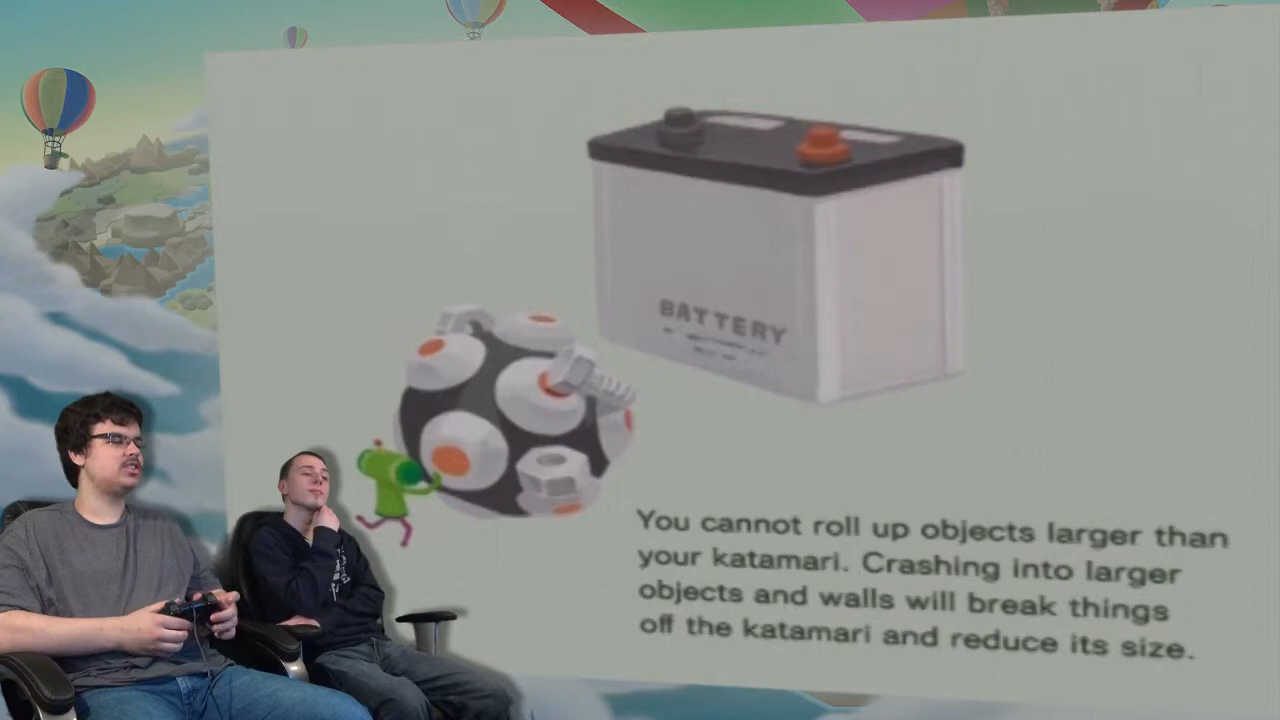 BATTERY
You cannot roll up objects larger than
your katamari. Crashing into larger
objects and walls will break things
off the katamari and reduce its size.